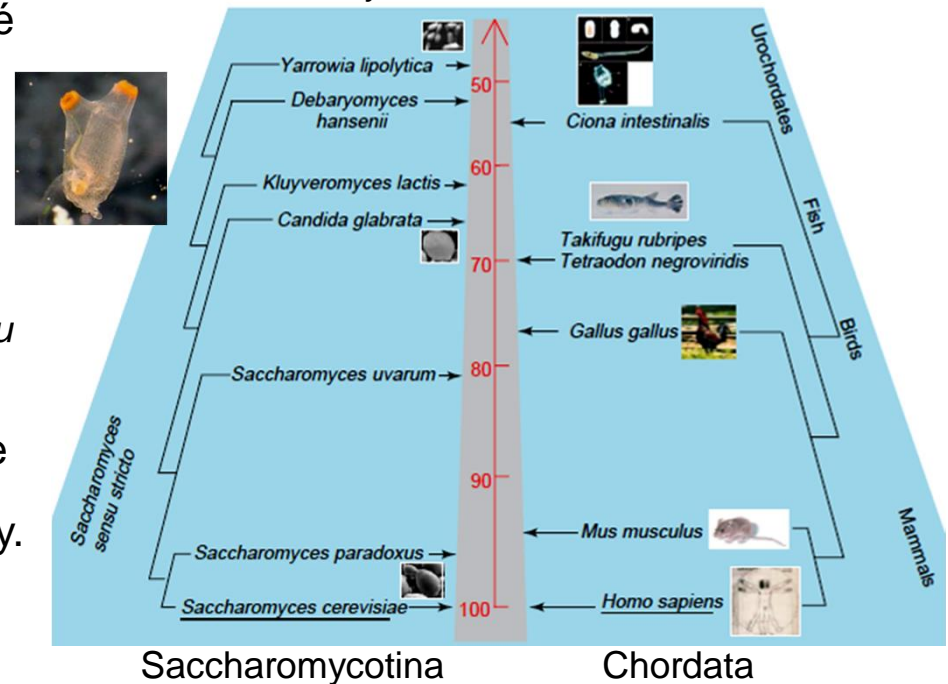 é
Yarrowia lipolytica
Debaryomyces
hansenii
Kluyveromyces lactis
Candida glabrata
u
Saccharomyces uvarum
e
Saccharomyces
sensu stricto
y.
Saccharomyces paradoxus
Saccharomyces cerevisiae
50
60
70
80
90
100
Urochordates
Ciona intestinalis
Fish
Takifugu rubripes
Tetraodon negroviridis
Birds
Gallus gallus
Mammals
Mus musculus
Homo sapiens
Saccharomycotina
Chordata